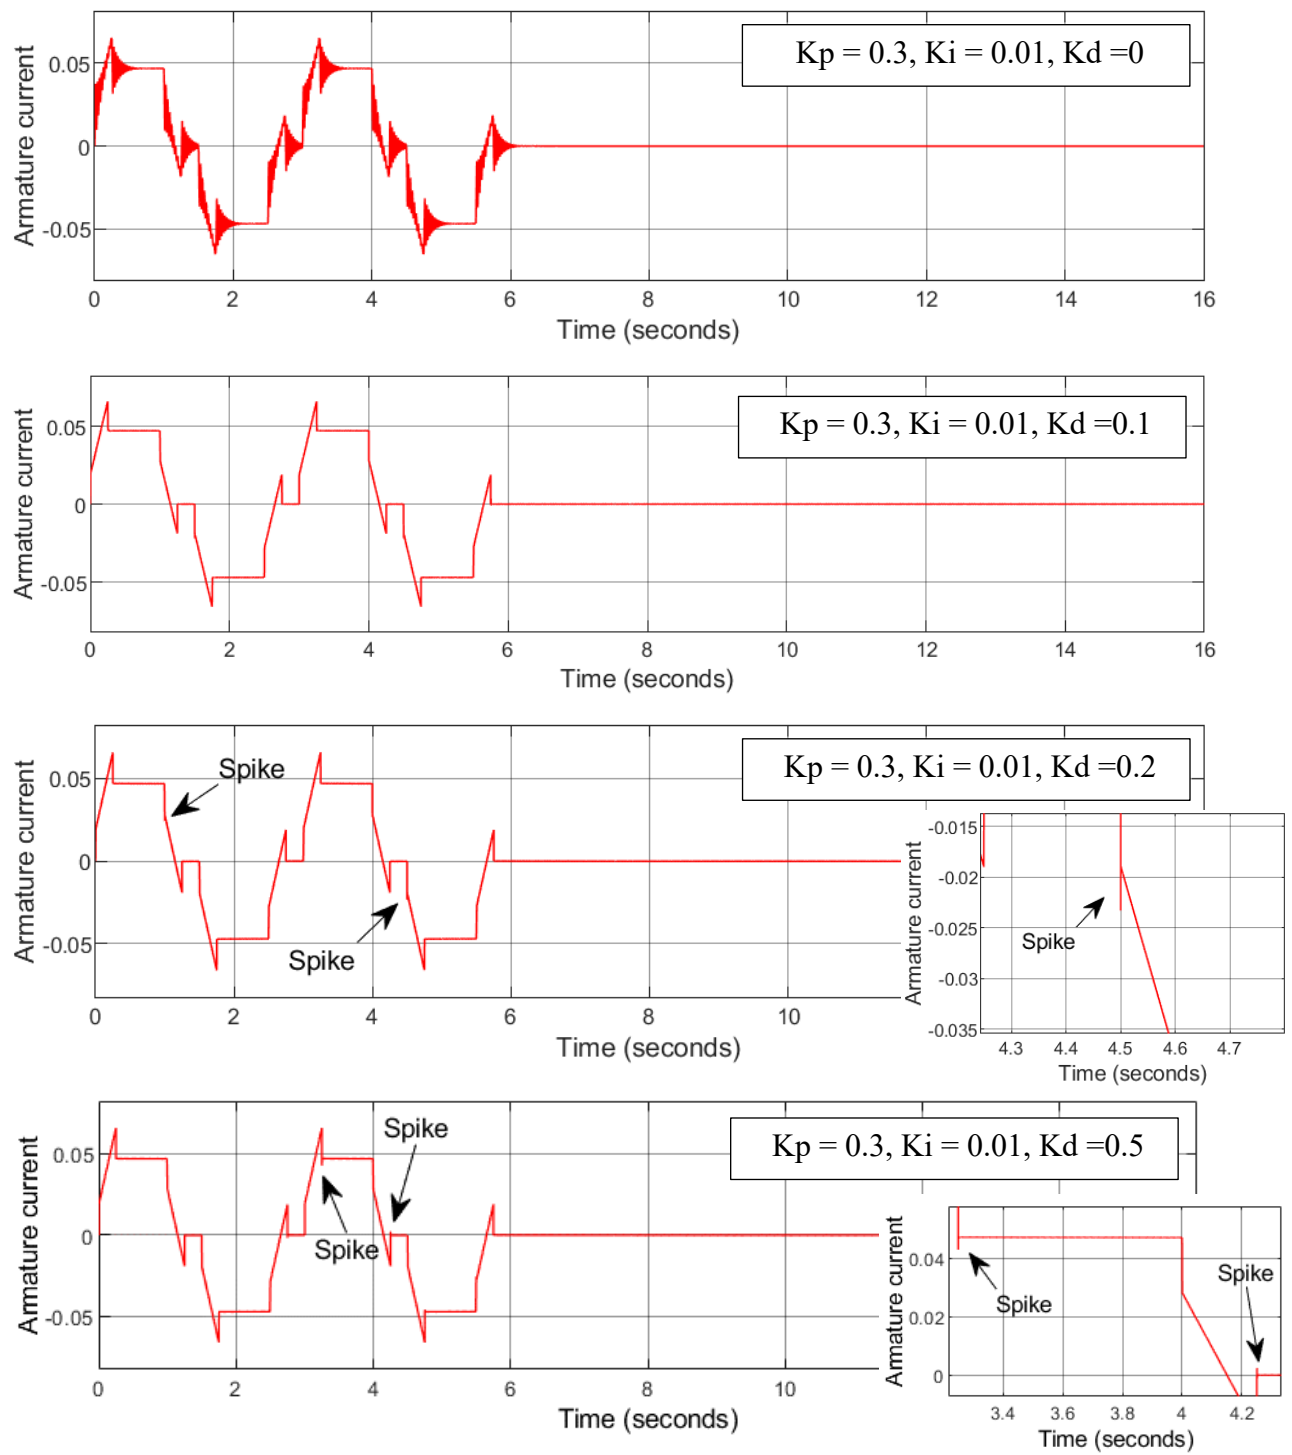 Kp = 0.3, Ki = 0.01, Kd =0
Armature current
0.05
0
-0.05
0 2 4 6 8 10 12 14 16
Time (seconds)
Kp = 0.3, Ki = 0.01, Kd =0.1
Armature current
0.05
0
-0.05
0 2 4 6 8 10 12 14 16
Time (seconds)
Kp = 0.3, Ki = 0.01, Kd =0.2
Armature current
0.05
0
-0.05
Spike
Spike
0 2 4 6 8 10
Time (seconds)
Armature current
-0.015
-0.02
-0.025
-0.03
-0.035
Spike
4.3 4.4 4.5 4.6 4.7
Time (seconds)
Kp = 0.3, Ki = 0.01, Kd =0.5
Armature current
0.05
0
-0.05
Spike
Spike
0 2 4 6 8 10
Time (seconds)
Armature current
0.04
0.02
0
Spike
Spike
3.4 3.6 3.8 4 4.2
Time (seconds)